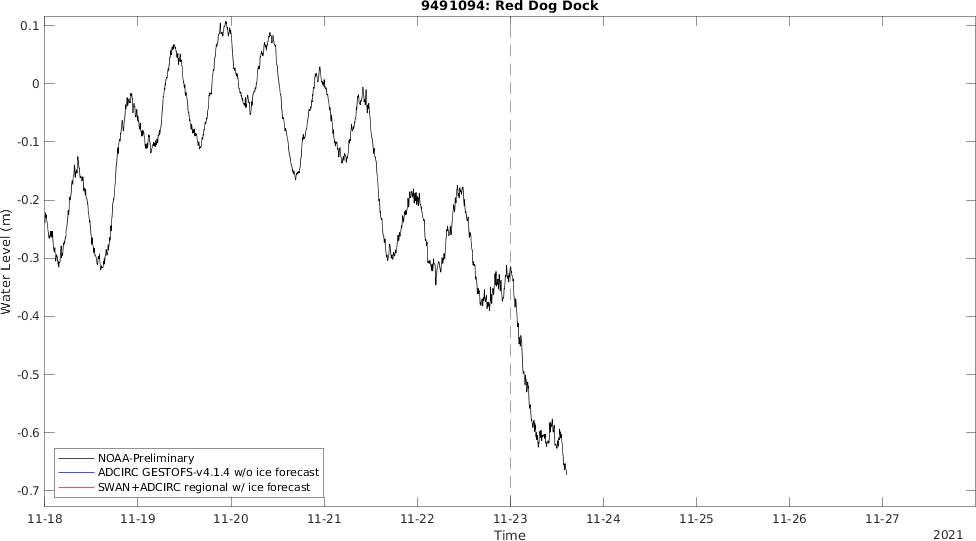 9491094: Red Dog Dock
0.1
0
-0.1
-0.2
-0.3
-0.4
-0.5
-0.6
-0.7
Water Level (m)
NOAA-Preliminary
ADCIRC GESTOFS-v4.1.4 w/o ice forecast
SWAN+ADCIRC regional w/ ice forecast
11-18 11-19 11-20 11-21 11-22 11-23 11-24 11-25 11-26 11-27
Time
2021